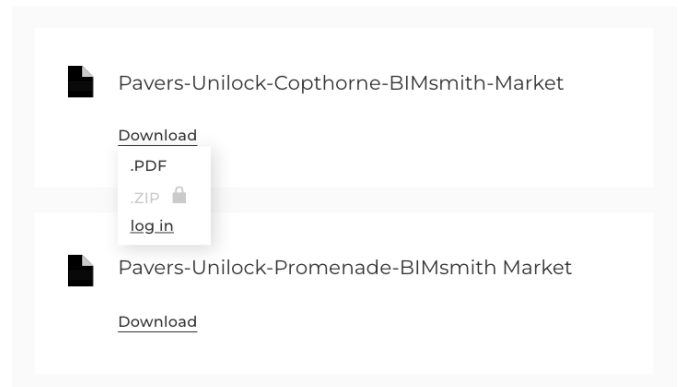 Pavers-Unilock-Copthorne-BIMsmith-Market
Download
.PDF
.ZIP
log in
Pavers-Unilock-Promenade-BIMsmith Market
Download